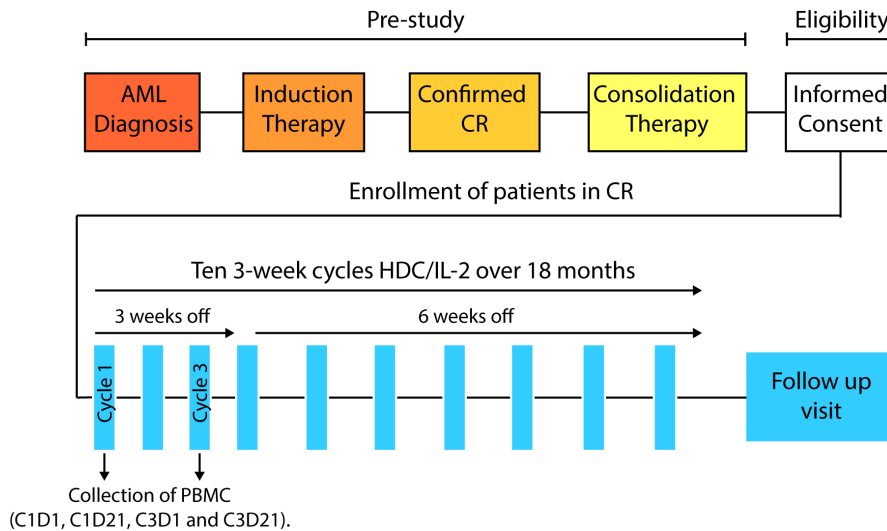 Pre-study
Eligibility
AML
Diagnosis
Induction
Therapy
Confirmed
CR
Consolidation
Therapy
Informed
Consent
Enrollment of patients in CR
Ten 3-week cycles HDC/IL-2 over 18 months
3 weeks off
6 weeks off
Cycle 1
Cycle 3
Follow up
visit
Collection of PBMC
(C1D1, C1D21, C3D1 and C3D21).